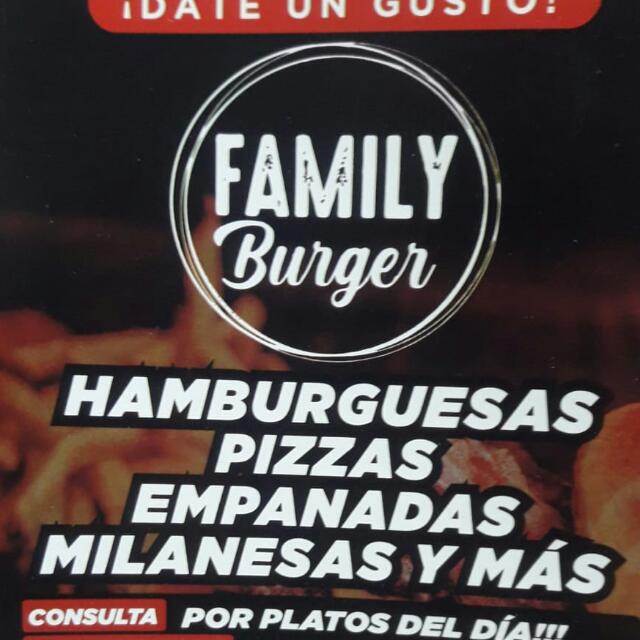 ¡DATE UN GUSTO!
FAMILY
Burger
HAMBURGUESAS
PIZZAS
EMPANADAS
MILANESAS Y MÁS
CONSULTA POR PLATOS DEL DÍA!!!